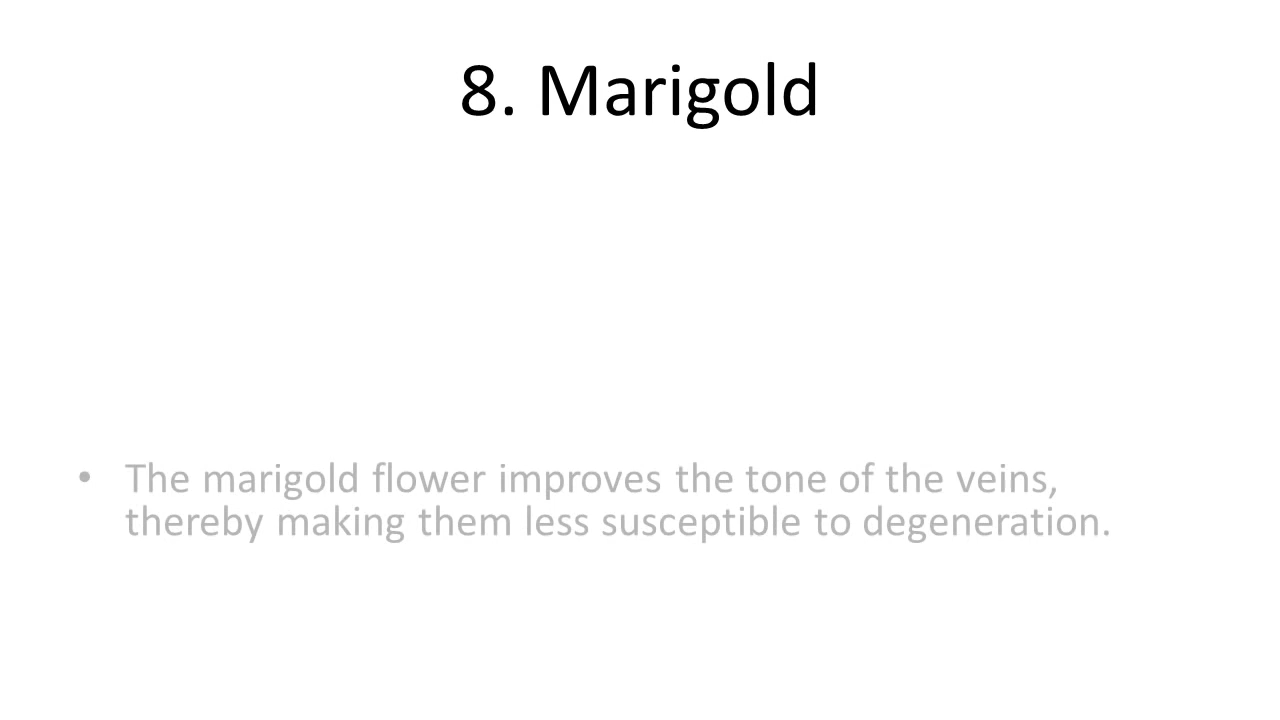 8. Marigold
• The marigold flower improves the tone of the veins,
thereby making them less susceptible to degeneration.